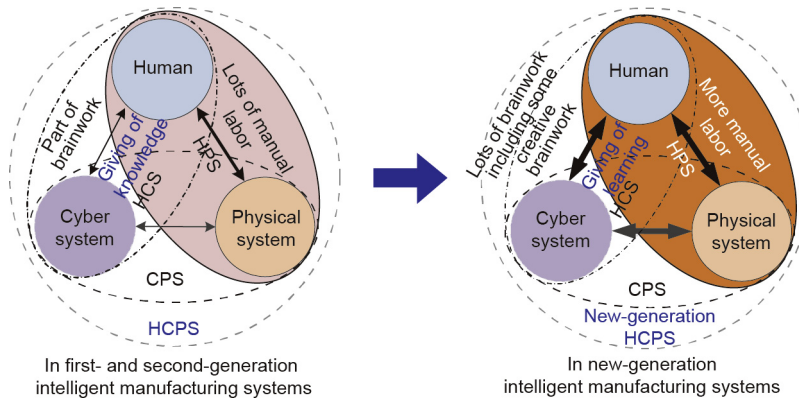 Human
Part of
brainwork
Giving of
knowledge
Lots of manual
labor
HPS
HCS
Cyber
system
Physical
system
CPS
HCPS
In first- and second-generation
intelligent manufacturing systems
Human
Lots of brainwork
including some
creative
brainwork
Giving of
learning
More manual
labor
HPS
HCS
Cyber
system
Physical
system
CPS
New-generation
HCPS
In new-generation
intelligent manufacturing systems